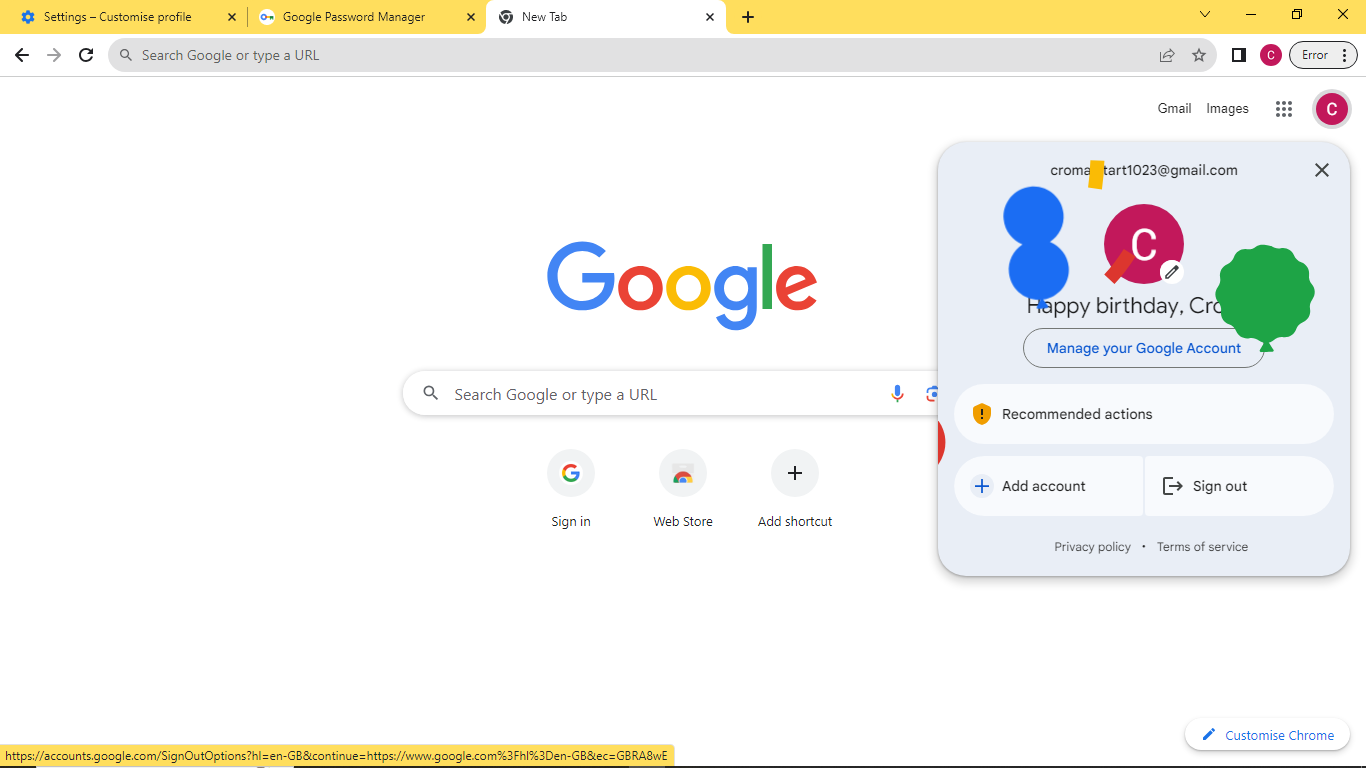 Settings – Customise profile
Google Password Manager
New Tab
Search Google or type a URL
C
Error
Gmail
Images
C
@gmail.com
C
Happy birthday,
Manage your Google Account
Google
Search Google or type a URL
Recommended actions
Add account
Sign out
G
Sign in
Web Store
Add shortcut
Privacy policy • Terms of service
Customise Chrome
https://accounts.google.com/SignOutOptions?hl=en-GB&continue=https://www.google.com%3Fhl%3Den-GB&ec=GBRA8wE